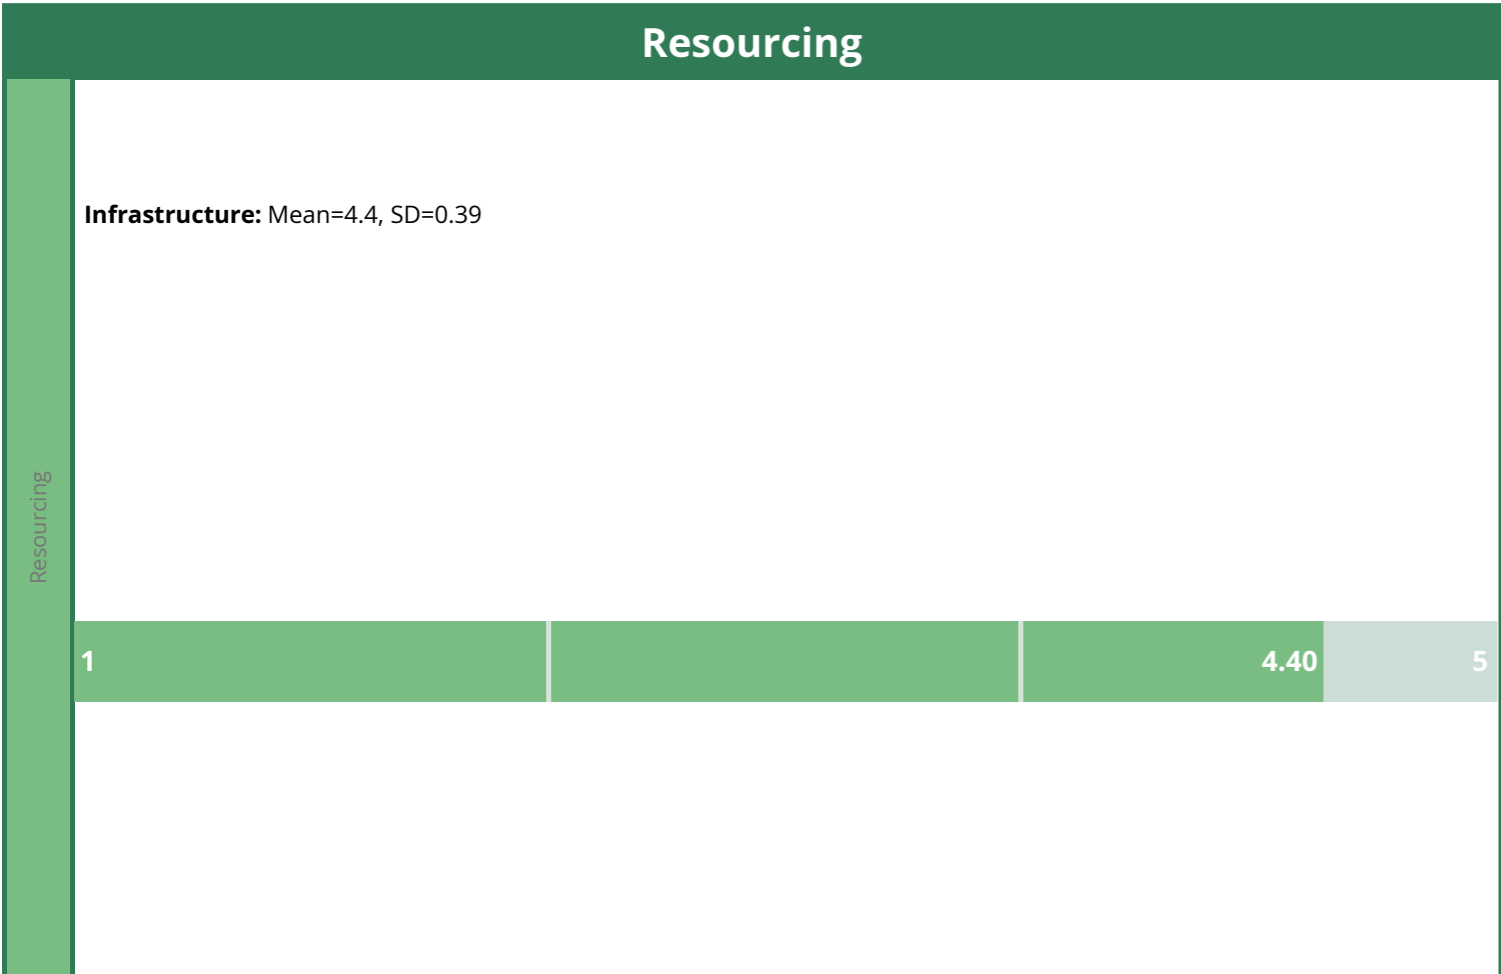 Resourcing
Infrastructure: Mean=4.4, SD=0.39
Resourcing
1 4.40 5